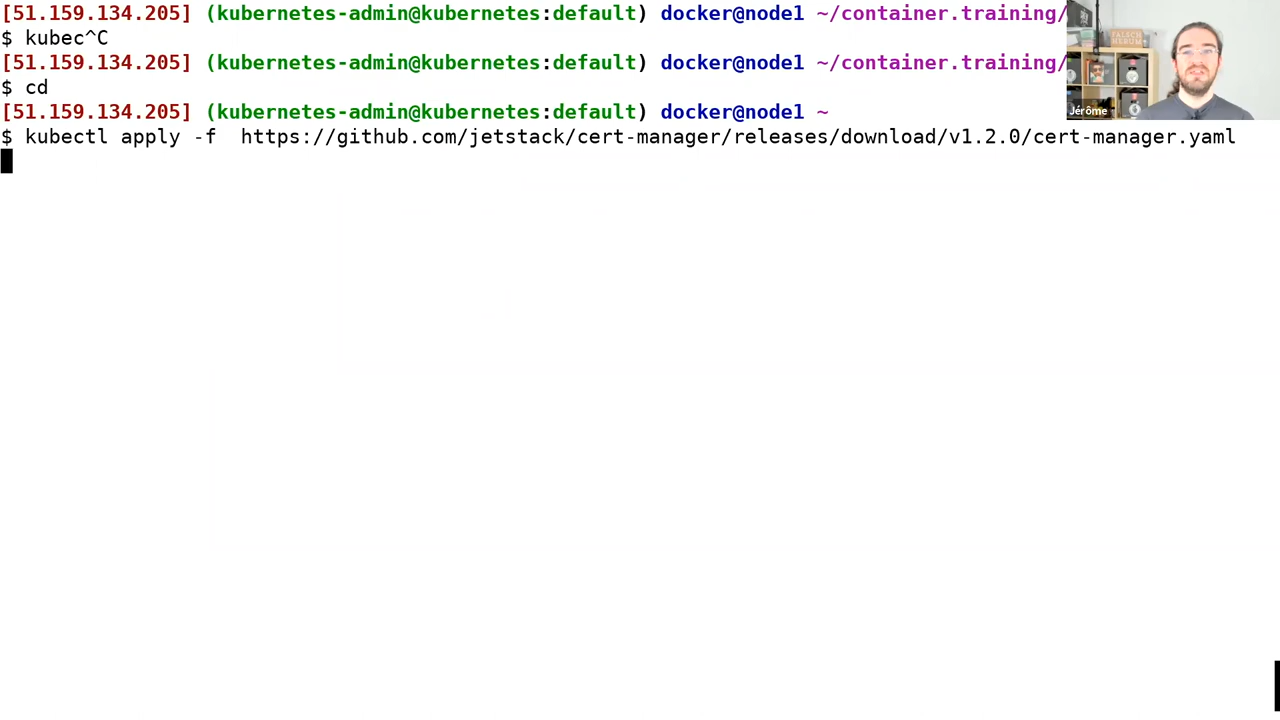 [51.159.134.205] (kubernetes-admin@kubernetes:default) docker@node1 ~/container.training/
$ kubec^C
[51.159.134.205] (kubernetes-admin@kubernetes:default) docker@node1 ~/container.training/
$ cd
[51.159.134.205] (kubernetes-admin@kubernetes:default) docker@node1 ~
$ kubectl apply -f  https://github.com/jetstack/cert-manager/releases/download/v1.2.0/cert-manager.yaml
FALSCH
HERUM
Jérôme